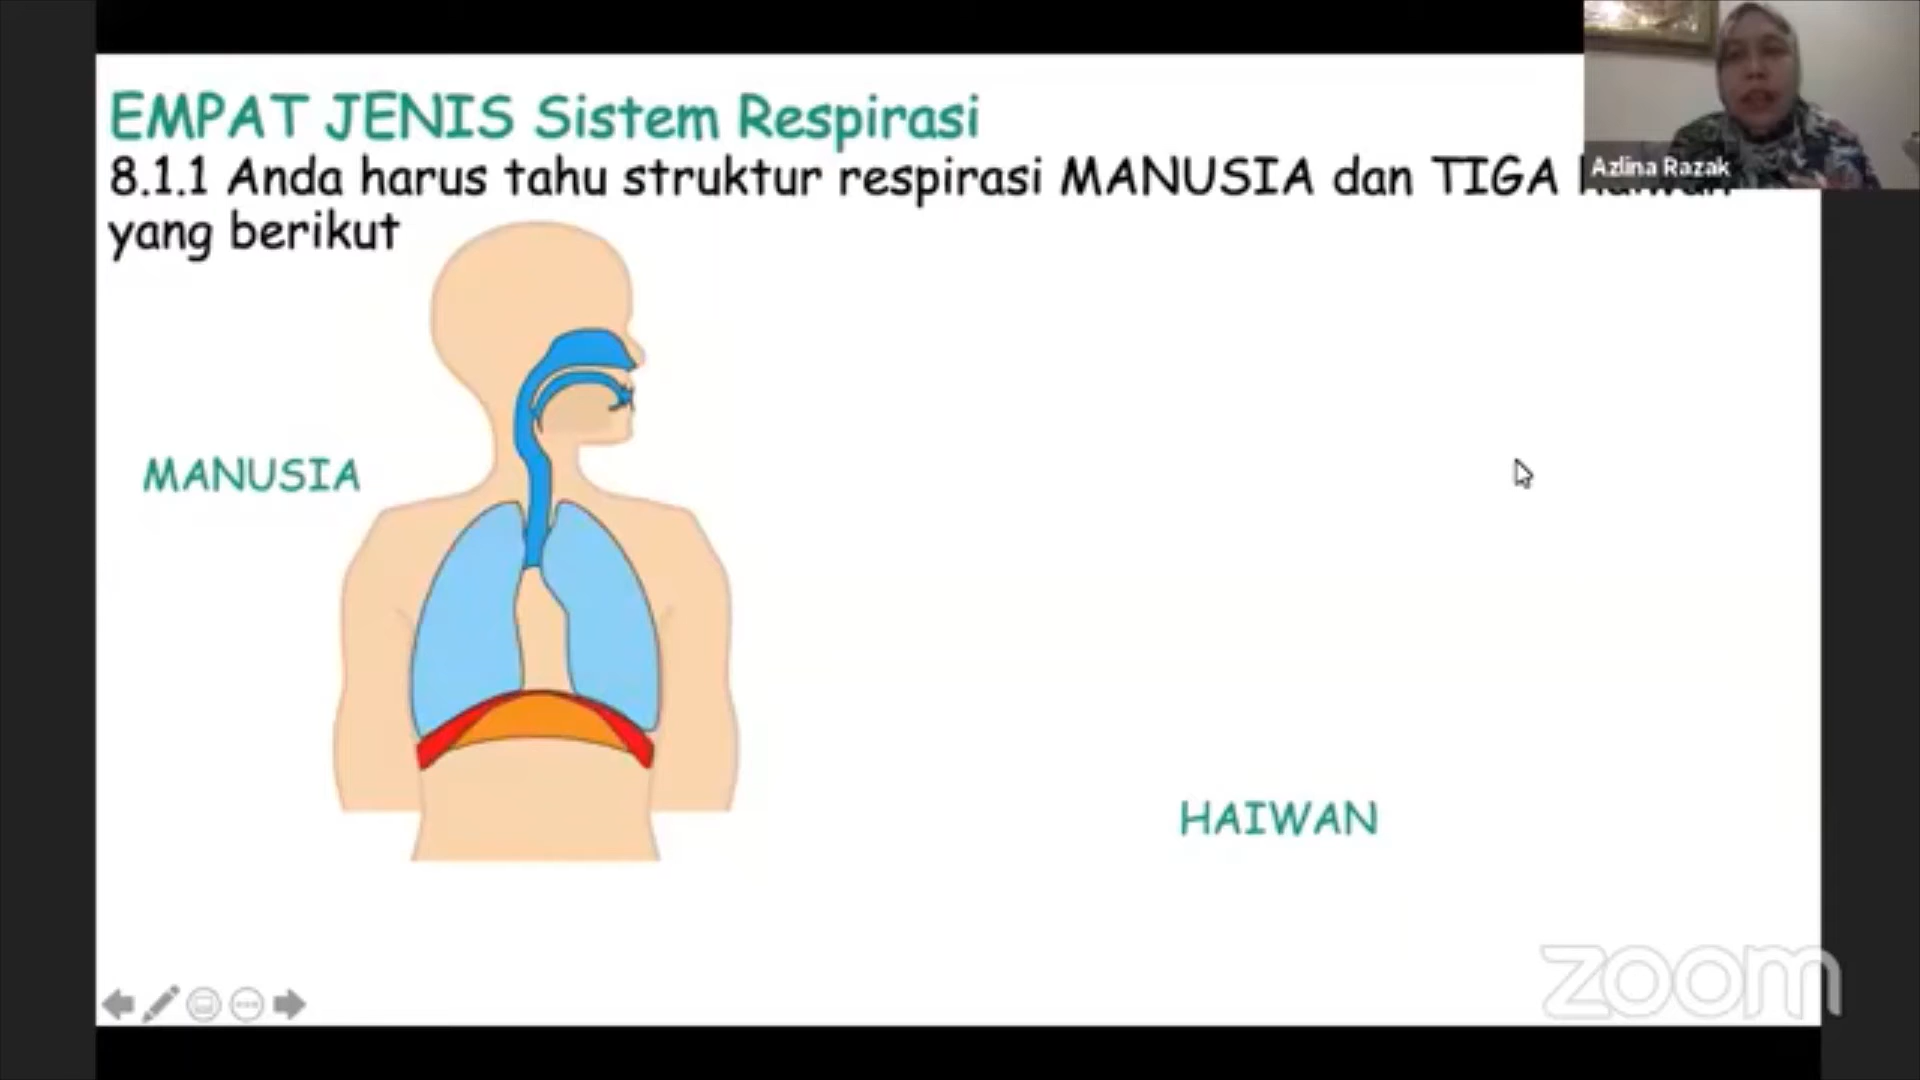 EMPAT JENIS Sistem Respirasi
8.1.1 Anda harus tahu struktur respirasi MANUSIA dan TIGA
yang berikut
Azlina Razak
MANUSIA
HAIWAN
zoom